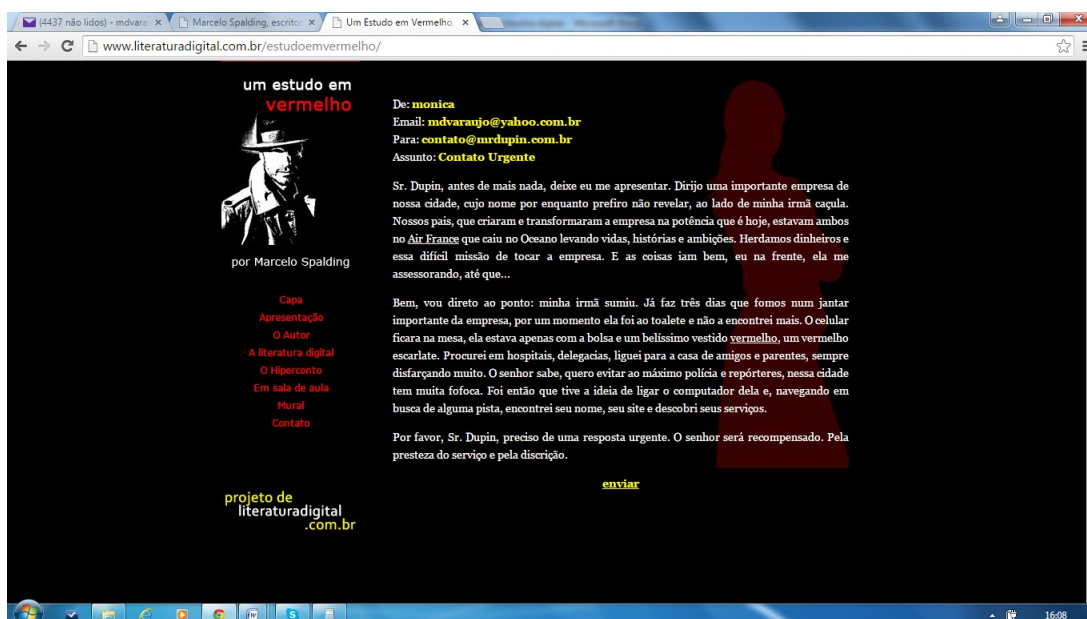 (4437 não lidos) - mdvara
Marcelo Spalding, escrito
Um Estudo em Vermelho,
www.literaturadigital.com.br/estudoemvermelho/
um estudo em
vermelho
por Marcelo Spalding
Capa
Apresentação
O Autor
A literatura digital
O Hiperconto
Em sala de aula
Mural
Contato
projeto de
literaturadigital
.com.br
De: monica
Email: mdvaraujo@yahoo.com.br
Para: contato@mrdupin.com.br
Assunto: Contato Urgente
Sr. Dupin, antes de mais nada, deixe eu me apresentar. Dirijo uma importante empresa de
nossa cidade, cujo nome por enquanto prefiro não revelar, ao lado de minha irmã caçula.
Nossos pais, que criaram e transformaram a empresa na potência que é hoje, estavam ambos
no Air France que caiu no Oceano levando vidas, histórias e ambições. Herdamos dinheiros e
essa difícil missão de tocar a empresa. E as coisas iam bem, eu na frente, ela me
assessorando, até que...
Bem, vou direto ao ponto: minha irmã sumiu. Já faz três dias que fomos num jantar
importante da empresa, por um momento ela foi ao toalete e não a encontrei mais. O celular
ficara na mesa, ela estava apenas com a bolsa e um belíssimo vestido vermelho, um vermelho
escarlate. Procurei em hospitais, delegacias, liguei para a casa de amigos e parentes, sempre
disfarçando muito. O senhor sabe, quero evitar ao máximo polícia e repórteres, nessa cidade
tem muita fofoca. Foi então que tive a ideia de ligar o computador dela e, navegando em
busca de alguma pista, encontrei seu nome, seu site e descobri seus serviços.
Por favor, Sr. Dupin, preciso de uma resposta urgente. O senhor será recompensado. Pela
presteza do serviço e pela discrição.
enviar
16:08